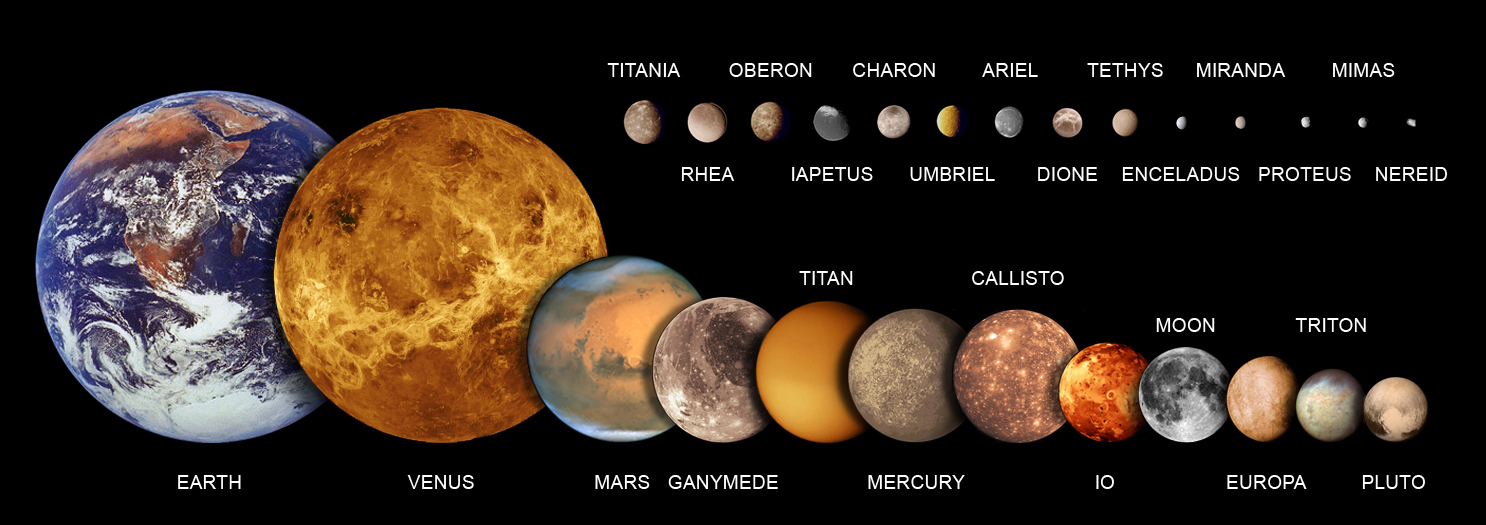 TITANIA OBERON CHARON ARIEL TETHYS MIRANDA MIMAS
RHEA IAPETUS UMBRIEL DIONE ENCELADUS PROTEUS NEREID
TITAN CALLISTO
MOON TRITON
EARTH VENUS MARS GANYMEDE MERCURY IO EUROPA PLUTO